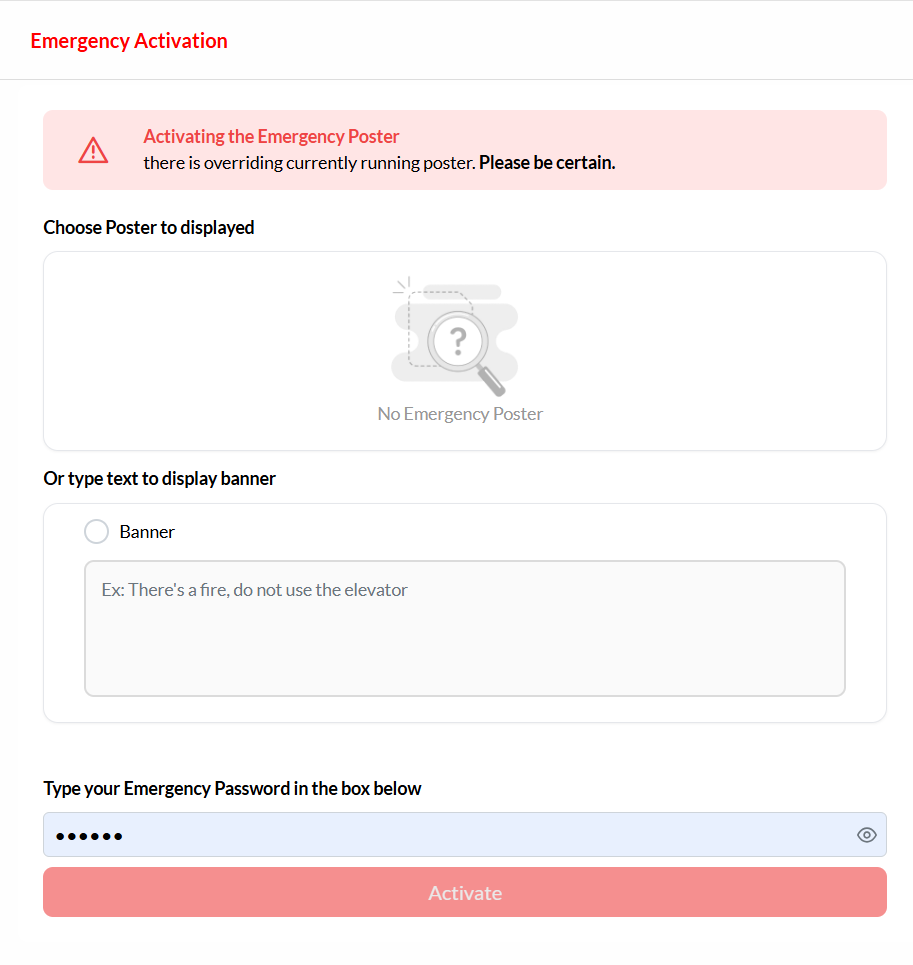 Emergency Activation
Activating the Emergency Poster
there is overriding currently running poster. Please be certain.
Choose Poster to displayed
?
No Emergency Poster
Or type text to display banner
Banner
Ex: There's a fire, do not use the elevator
Type your Emergency Password in the box below
••••••
Activate